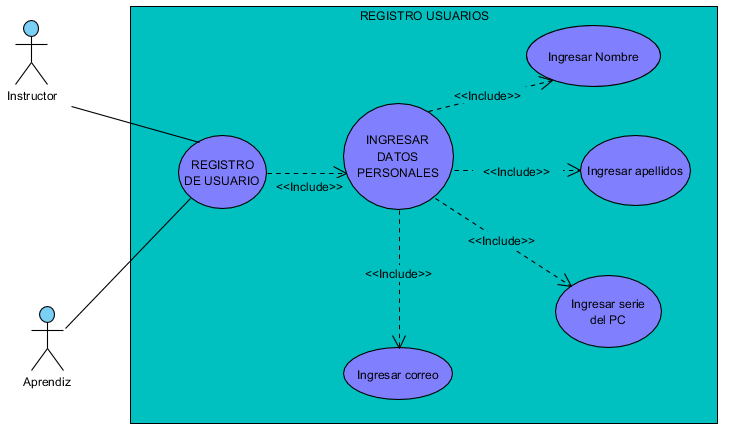 REGISTRO USUARIOS
Instructor
Aprendiz
REGISTRO
DE USUARIO
<<Include>>
INGRESAR
DATOS
PERSONALES
<<Include>>
Ingresar Nombre
<<Include>>
Ingresar apellidos
<<Include>>
Ingresar serie
del PC
<<Include>>
Ingresar correo